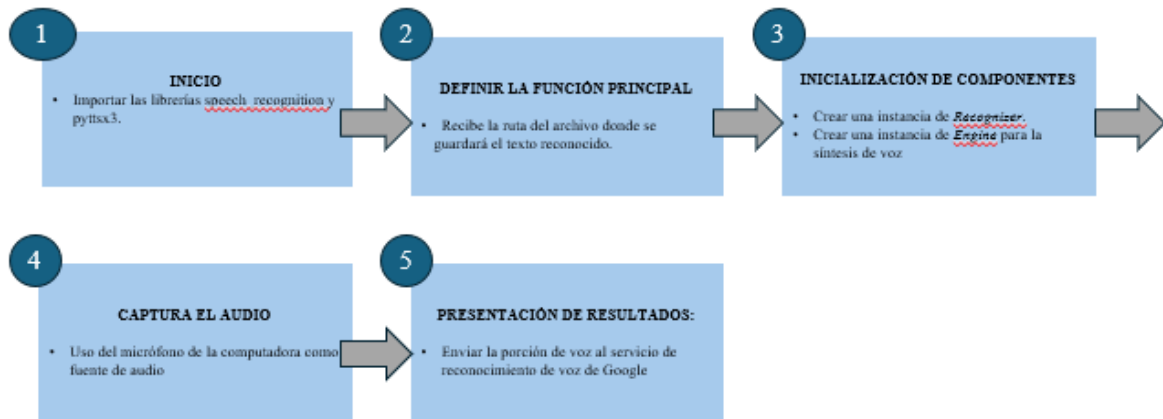 1
INICIO
• Importar las librerías speech_recognition y
pyttsx3.
2
DEFINIR LA FUNCIÓN PRINCIPAL
• Recibe la ruta del archivo donde se
guardará el texto reconocido.
3
INICIALIZACIÓN DE COMPONENTES
• Crear una instancia de Recognizer.
• Crear una instancia de Engine para la
síntesis de voz
4
CAPTURA EL AUDIO
• Uso del micrófono de la computadora como
fuente de audio
5
PRESENTACIÓN DE RESULTADOS:
• Enviar la porción de voz al servicio de
reconocimiento de voz de Google